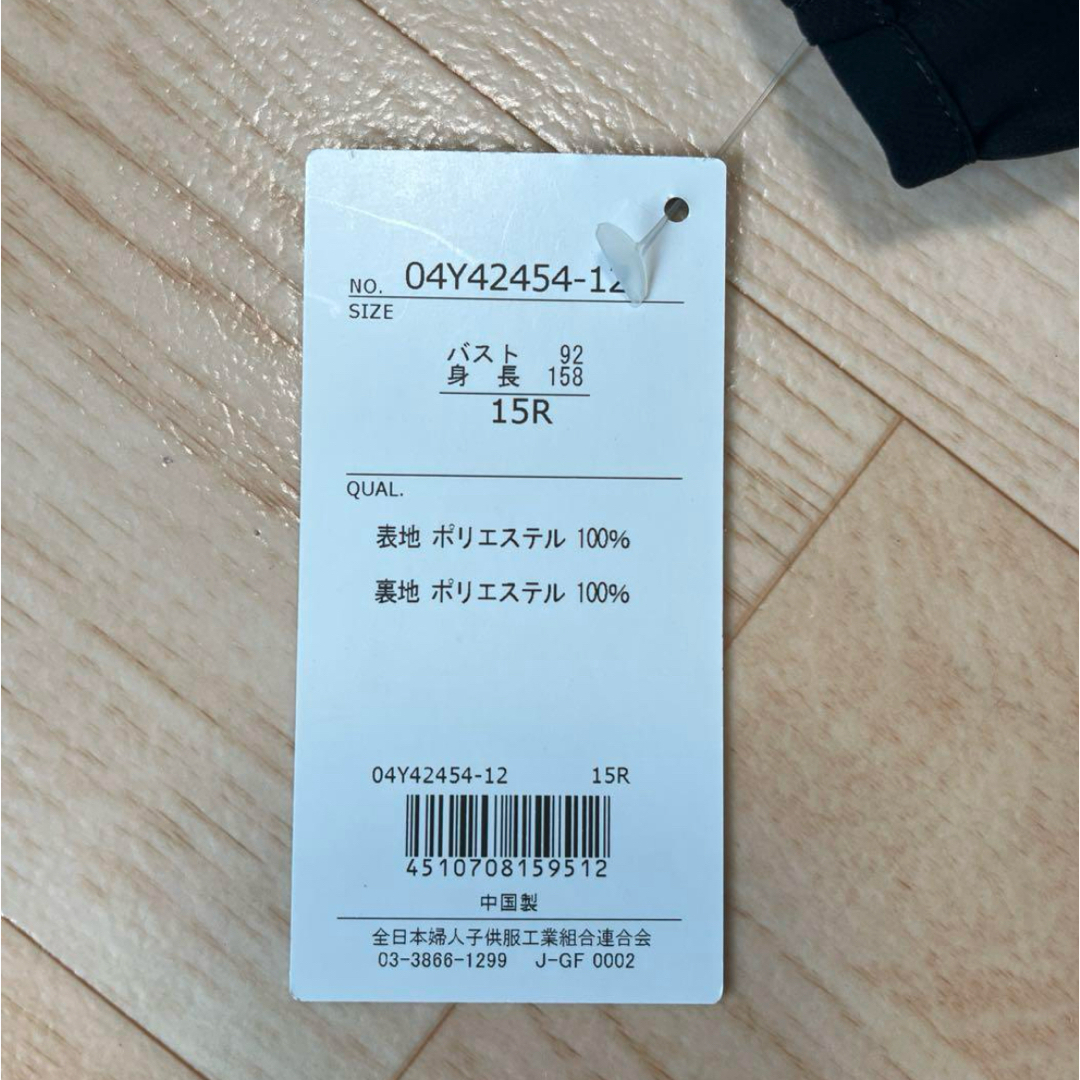 NO. 04Y42454-12
SIZE
バスト 92
身長 158
15R
QUAL.
表地 ポリエステル 100%
裏地 ポリエステル 100%
04Y42454-12 15R
4510708159512
中国製
全日本婦人子供服工業組合連合会
03-3866-1299 J-GF 0002